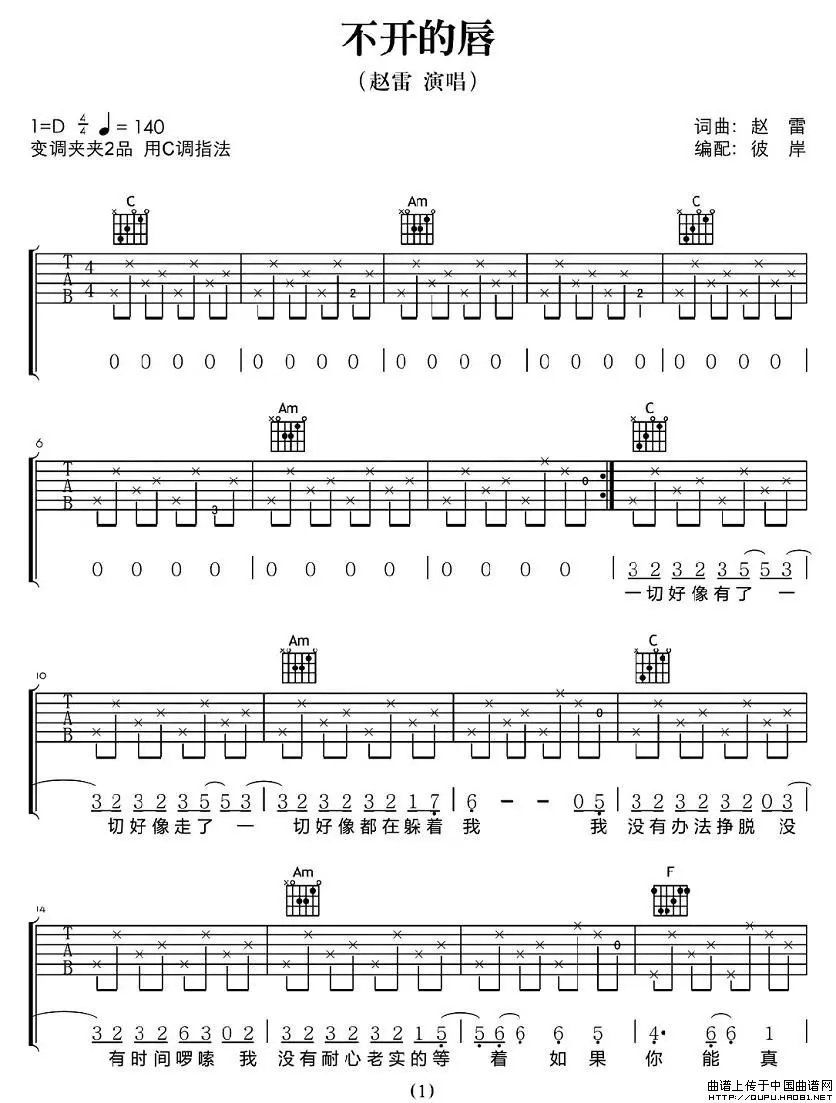 不开的唇
（赵雷 演唱）
1=D 4/4 ♩= 140
词曲：赵 雷
变调夹夹2品 用C调指法
编配：彼 岸
C Am C
T A B 4 4 2 2
0 0 0 0 0 0 0 0 0 0 0 0 0 0 0 0 0 0 0 0
Am C
6
T A B 3 0
0 0 0 0 0 0 0 0 0 0 0 0 3 2 3 2 3 5 5 3
一切好像有了 一
Am C
10
T A B 0
3 2 3 2 3 5 5 3 3 2 3 2 3 2 1 7 6 - - 0 5 3 2 3 2 3 2 0 3
切好像走了 一 切好像都在躲着 我 我 没有办法挣脱 没
Am F
14
T A B 0
3 2 3 2 6 3 0 2 3 2 3 2 3 2 1 5 5 6 6 6 5 4· 6 6 1
有时间啰嗦 我 没有耐心老实的等 着 如 果 你 能 真
(1)
曲谱上传于中国曲谱网
HTTP://QUPU.HAO81.NET